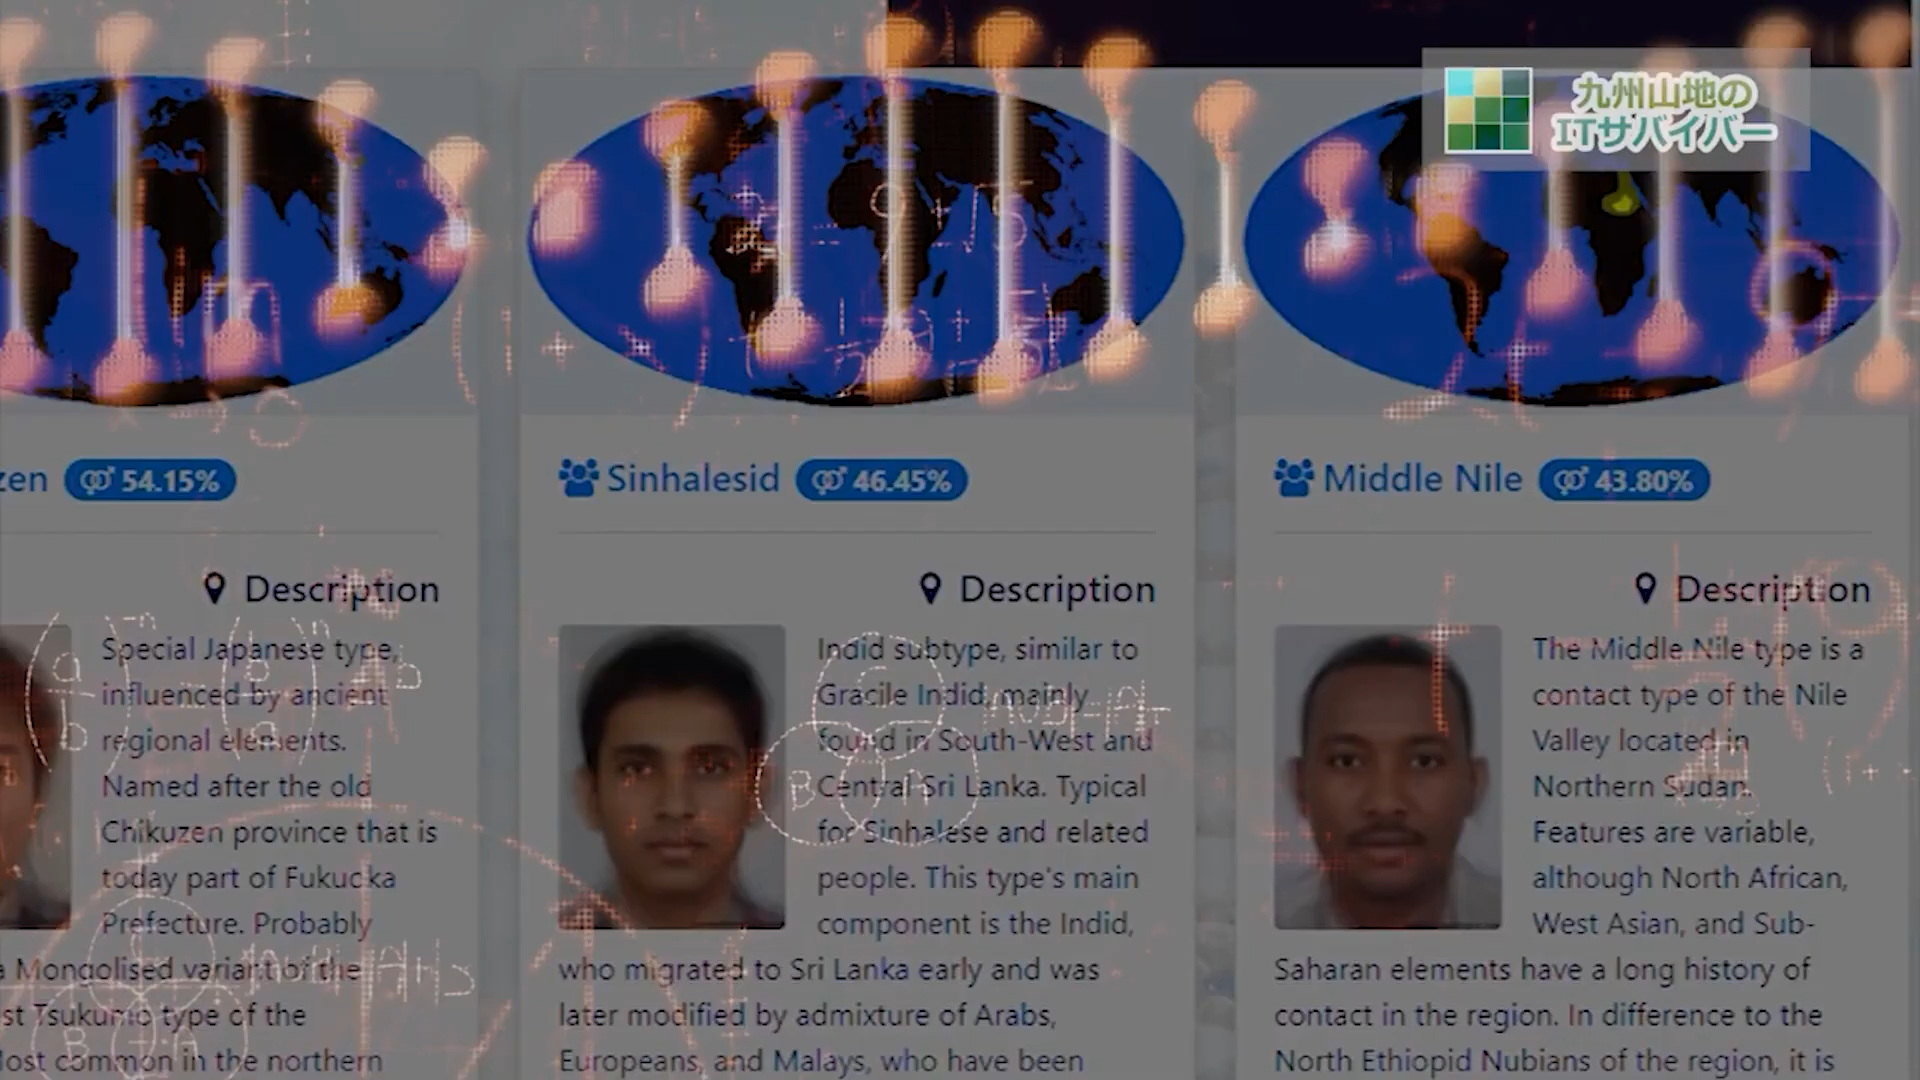 九州山地の
ITサバイバー
zen 54.15%
Description
Special Japanese type,
influenced by ancient
regional elements.
Named after the old
Chikuzen province that is
today part of Fukuoka
Prefecture. Probably
a Mongolised variant of the
st Tsukumo type of the
ost common in the northern
Sinhalesid 46.45%
Description
Indid subtype, similar to
Gracile Indid, mainly
found in South-West and
Central Sri Lanka. Typical
for Sinhalese and related
people. This type's main
component is the Indid,
who migrated to Sri Lanka early and was
later modified by admixture of Arabs,
Europeans, and Malays, who have been
Middle Nile 43.80%
Description
The Middle Nile type is a
contact type of the Nile
Valley located in
Northern Sudan.
Features are variable,
although North African,
West Asian, and Sub-
Saharan elements have a long history of
contact in the region. In difference to the
North Ethiopid Nubians of the region, it is